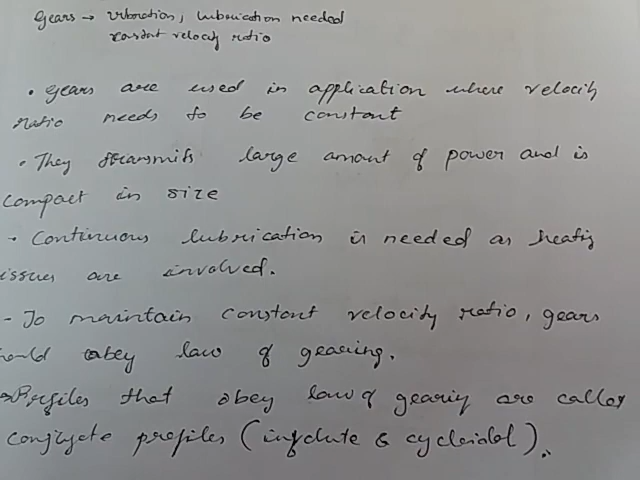 Gears → vibration, lubrication needed
constant velocity ratio
• Gears are used in application where velocity
ratio needs to be constant
• They transmits large amount of power and is
compact in size
- Continuous lubrication is needed as heating
issues are involved.
- To maintain constant velocity ratio, gears
should obey law of gearing.
Profiles that obey law of gearing are called
conjugate profiles (involute & cycloidal).